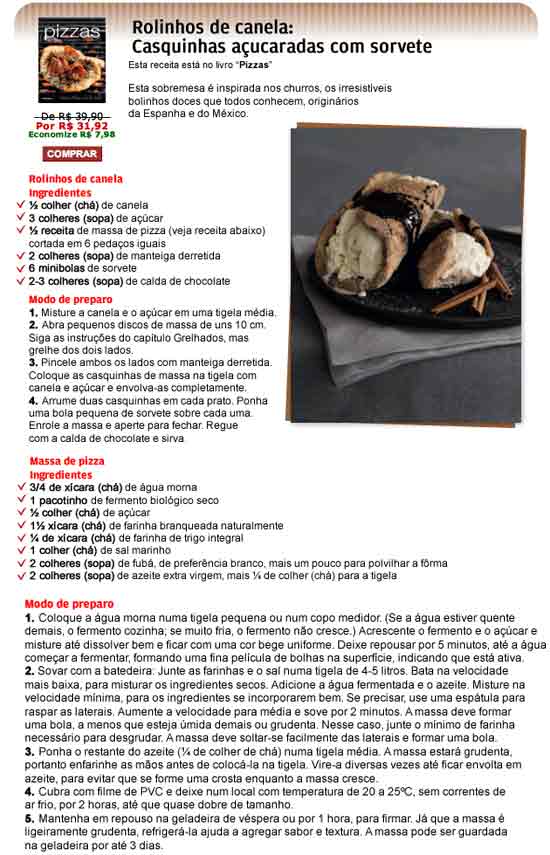 pizzas
Rolinhos de canela:
Casquinhas açucaradas com sorvete
Esta receita está no livro “Pizzas”
Esta sobremesa é inspirada nos churros, os irresistíveis
bolinhos doces que todos conhecem, originários
da Espanha e do México.
De R$ 39,90
Por R$ 31,92
Economize R$ 7,98
COMPRAR
Rolinhos de canela
Ingredientes
½ colher (chá) de canela
3 colheres (sopa) de açúcar
½ receita de massa de pizza (veja receita abaixo)
cortada em 6 pedaços iguais
2 colheres (sopa) de manteiga derretida
6 minibolas de sorvete
2-3 colheres (sopa) de calda de chocolate
Modo de preparo
1. Misture a canela e o açúcar em uma tigela média.
2. Abra pequenos discos de massa de uns 10 cm.
Siga as instruções do capítulo Grelhados, mas
grelhe dos dois lados.
3. Pincele ambos os lados com manteiga derretida.
Coloque as casquinhas de massa na tigela com
canela e açúcar e envolva-as completamente.
4. Arrume duas casquinhas em cada prato. Ponha
uma bola pequena de sorvete sobre cada uma.
Enrole a massa e aperte para fechar. Regue
com a calda de chocolate e sirva.
Massa de pizza
Ingredientes
3/4 de xícara (chá) de água morna
1 pacotinho de fermento biológico seco
½ colher (chá) de açúcar
1½ xícara (chá) de farinha branqueada naturalmente
¼ de xícara (chá) de farinha de trigo integral
1 colher (chá) de sal marinho
2 colheres (sopa) de fubá, de preferência branco, mais um pouco para polvilhar a fôrma
2 colheres (sopa) de azeite extra virgem, mais ¼ de colher (chá) para a tigela
Modo de preparo
1. Coloque a água morna numa tigela pequena ou num copo medidor. (Se a água estiver quente
demais, o fermento cozinha; se muito fria, o fermento não cresce.) Acrescente o fermento e o açúcar e
misture até dissolver bem e ficar com uma cor bege uniforme. Deixe repousar por 5 minutos, até a água
começar a fermentar, formando uma fina película de bolhas na superfície, indicando que está ativa.
2. Sovar com a batedeira: Junte as farinhas e o sal numa tigela de 4-5 litros. Bata na velocidade
mais baixa, para misturar os ingredientes secos. Adicione a água fermentada e o azeite. Misture na
velocidade mínima, para os ingredientes se incorporarem bem. Se precisar, use uma espátula para
raspar as laterais. Aumente a velocidade para média e sove por 2 minutos. A massa deve formar
uma bola, a menos que esteja úmida demais ou grudenta. Nesse caso, junte o mínimo de farinha
necessário para desgrudar. A massa deve soltar-se facilmente das laterais e formar uma bola.
3. Ponha o restante do azeite (¼ de colher de chá) numa tigela média. A massa estará grudenta,
portanto enfarinhe as mãos antes de colocá-la na tigela. Vire-a diversas vezes até ficar envolta em
azeite, para evitar que se forme uma crosta enquanto a massa cresce.
4. Cubra com filme de PVC e deixe num local com temperatura de 20 a 25ºC, sem correntes de
ar frio, por 2 horas, até que quase dobre de tamanho.
5. Mantenha em repouso na geladeira de véspera ou por 1 hora, para firmar. Já que a massa é
ligeiramente grudenta, refrigerá-la ajuda a agregar sabor e textura. A massa pode ser guardada
na geladeira por até 3 dias.